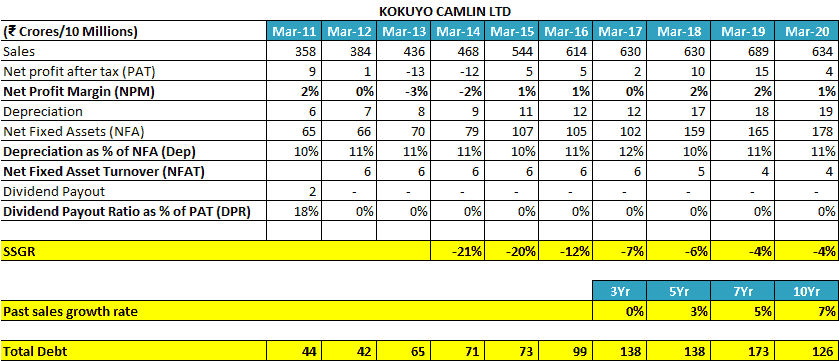 KOKUYO CAMLIN LTD
(₹ Crores/10 Millions) Mar-11 Mar-12 Mar-13 Mar-14 Mar-15 Mar-16 Mar-17 Mar-18 Mar-19 Mar-20
Sales 358 384 436 468 544 614 630 630 689 634
Net profit after tax (PAT) 9 1 -13 -12 5 5 2 10 15 4
Net Profit Margin (NPM) 2% 0% -3% -2% 1% 1% 0% 2% 2% 1%
Depreciation 6 7 8 9 11 12 12 17 18 19
Net Fixed Assets (NFA) 65 66 70 79 107 105 102 159 165 178
Depreciation as % of NFA (Dep) 10% 11% 11% 11% 10% 11% 12% 10% 11% 11%
Net Fixed Asset Turnover (NFAT) 6 6 6 6 6 6 5 4 4
Dividend Payout 2 - - - - - - - - -
Dividend Payout Ratio as % of PAT (DPR) 18% 0% 0% 0% 0% 0% 0% 0% 0% 0%
SSGR -21% -20% -12% -7% -6% -4% -4%
3Yr 5Yr 7Yr 10Yr
Past sales growth rate 0% 3% 5% 7%
Total Debt 44 42 65 71 73 99 138 138 173 126